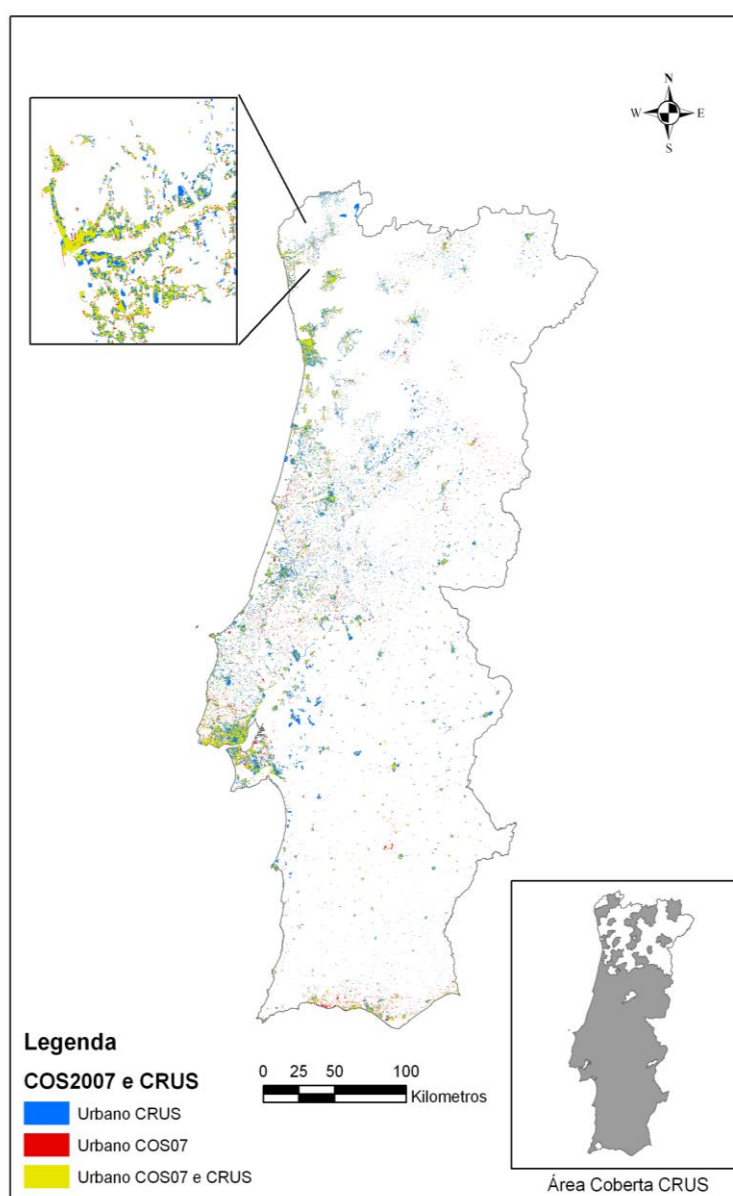 N
W E
S
Legenda
COS2007 e CRUS
Urbano CRUS
Urbano COS07
Urbano COS07 e CRUS
0 25 50 100
Kilometros
Área Coberta CRUS